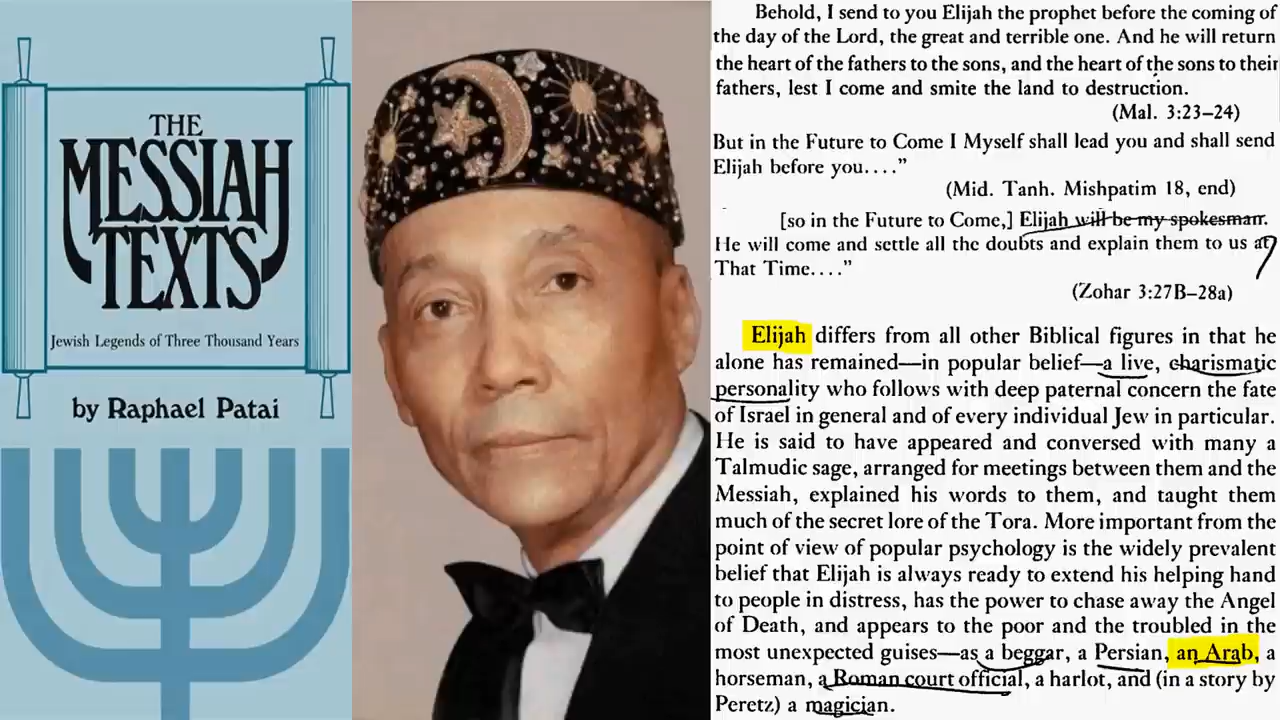 THE
MESSIAH
TEXTS
Jewish Legends of Three Thousand Years
by Raphael Patai
Behold, I send to you Elijah the prophet before the coming of
the day of the Lord, the great and terrible one. And he will return
the heart of the fathers to the sons, and the heart of the sons to their
fathers, lest I come and smite the land to destruction.
(Mal. 3:23–24)
But in the Future to Come I Myself shall lead you and shall send
Elijah before you....”
(Mid. Tanh. Mishpatim 18, end)
[so in the Future to Come,] Elijah will be my spokesman.
He will come and settle all the doubts and explain them to us at
That Time....”
(Zohar 3:27B–28a)
Elijah differs from all other Biblical figures in that he
alone has remained—in popular belief—a live, charismatic
personality who follows with deep paternal concern the fate
of Israel in general and of every individual Jew in particular.
He is said to have appeared and conversed with many a
Talmudic sage, arranged for meetings between them and the
Messiah, explained his words to them, and taught them
much of the secret lore of the Tora. More important from the
point of view of popular psychology is the widely prevalent
belief that Elijah is always ready to extend his helping hand
to people in distress, has the power to chase away the Angel
of Death, and appears to the poor and the troubled in the
most unexpected guises—as a beggar, a Persian, an Arab, a
horseman, a Roman court official, a harlot, and (in a story by
Peretz) a magician.